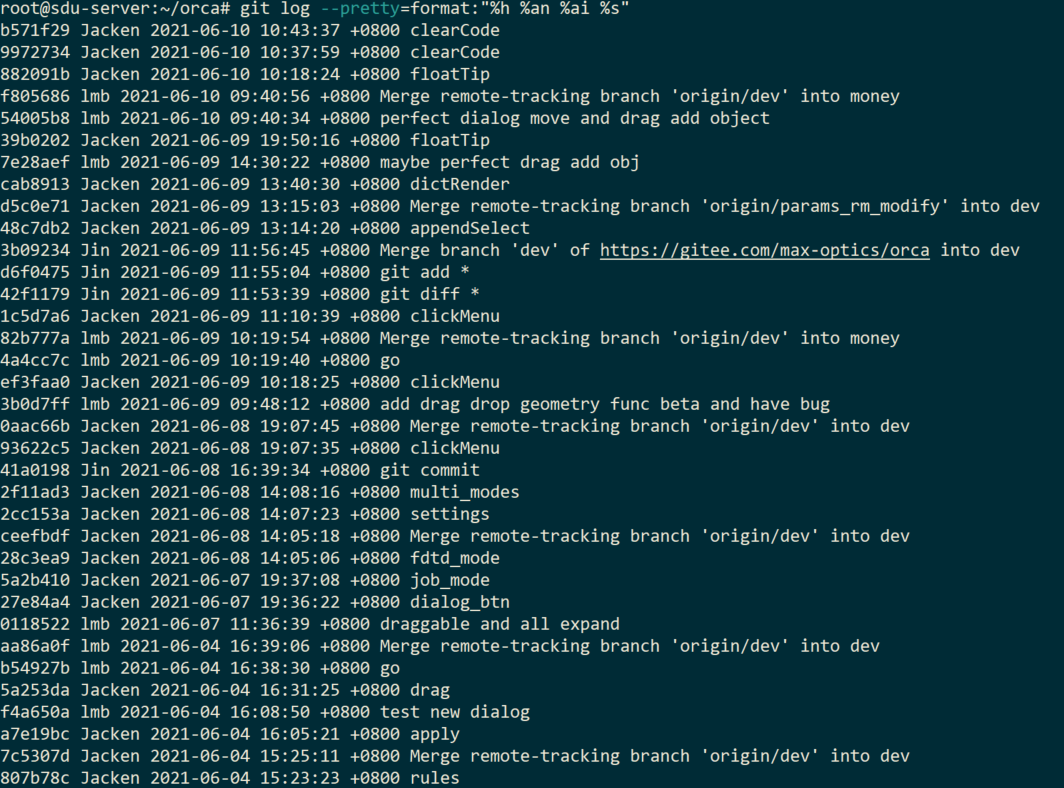 root@sdu-server:~/orca# git log --pretty=format:"%h %an %ai %s"
b571f29 Jacken 2021-06-10 10:43:37 +0800 clearCode
9972734 Jacken 2021-06-10 10:37:59 +0800 clearCode
882091b Jacken 2021-06-10 10:18:24 +0800 floatTip
f805686 lmb 2021-06-10 09:40:56 +0800 Merge remote-tracking branch 'origin/dev' into money
54005b8 lmb 2021-06-10 09:40:34 +0800 perfect dialog move and drag add object
39b0202 Jacken 2021-06-09 19:50:16 +0800 floatTip
7e28aef lmb 2021-06-09 14:30:22 +0800 maybe perfect drag add obj
cab8913 Jacken 2021-06-09 13:40:30 +0800 dictRender
d5c0e71 Jacken 2021-06-09 13:15:03 +0800 Merge remote-tracking branch 'origin/params_rm_modify' into dev
48c7db2 Jacken 2021-06-09 13:14:20 +0800 appendSelect
3b09234 Jin 2021-06-09 11:56:45 +0800 Merge branch 'dev' of https://gitee.com/max-optics/orca into dev
d6f0475 Jin 2021-06-09 11:55:04 +0800 git add *
42f1179 Jin 2021-06-09 11:53:39 +0800 git diff *
1c5d7a6 Jacken 2021-06-09 11:10:39 +0800 clickMenu
82b777a lmb 2021-06-09 10:19:54 +0800 Merge remote-tracking branch 'origin/dev' into money
4a4cc7c lmb 2021-06-09 10:19:40 +0800 go
ef3faa0 Jacken 2021-06-09 10:18:25 +0800 clickMenu
3b0d7ff lmb 2021-06-09 09:48:12 +0800 add drag drop geometry func beta and have bug
0aac66b Jacken 2021-06-08 19:07:45 +0800 Merge remote-tracking branch 'origin/dev' into dev
93622c5 Jacken 2021-06-08 19:07:35 +0800 clickMenu
41a0198 Jin 2021-06-08 16:39:34 +0800 git commit
2f11ad3 Jacken 2021-06-08 14:08:16 +0800 multi_modes
2cc153a Jacken 2021-06-08 14:07:23 +0800 settings
ceefbdf Jacken 2021-06-08 14:05:18 +0800 Merge remote-tracking branch 'origin/dev' into dev
28c3ea9 Jacken 2021-06-08 14:05:06 +0800 fdtd_mode
5a2b410 Jacken 2021-06-07 19:37:08 +0800 job_mode
27e84a4 Jacken 2021-06-07 19:36:22 +0800 dialog_btn
0118522 lmb 2021-06-07 11:36:39 +0800 draggable and all expand
aa86a0f lmb 2021-06-04 16:39:06 +0800 Merge remote-tracking branch 'origin/dev' into dev
b54927b lmb 2021-06-04 16:38:30 +0800 go
5a253da Jacken 2021-06-04 16:31:25 +0800 drag
f4a650a lmb 2021-06-04 16:08:50 +0800 test new dialog
a7e19bc Jacken 2021-06-04 16:05:21 +0800 apply
7c5307d Jacken 2021-06-04 15:25:11 +0800 Merge remote-tracking branch 'origin/dev' into dev
807b78c Jacken 2021-06-04 15:23:23 +0800 rules